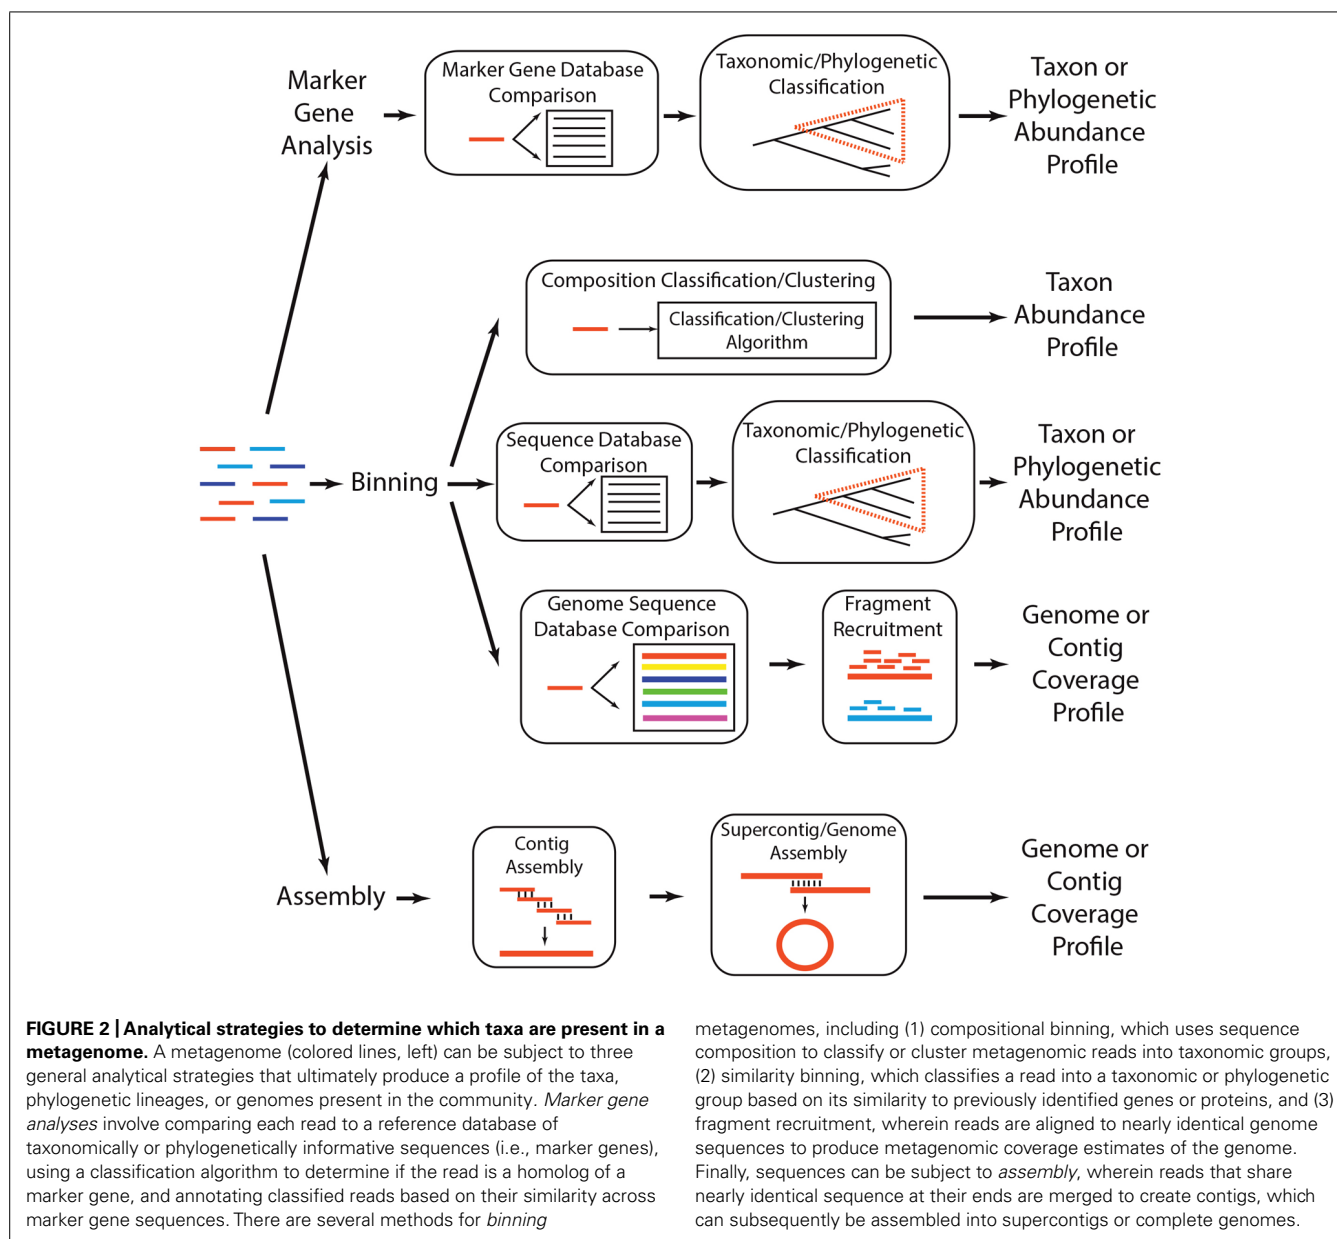 Marker
Gene
Analysis
Marker Gene Database
Comparison
Taxonomic/Phylogenetic
Classification
Taxon or
Phylogenetic
Abundance
Profile
Composition Classification/Clustering
Classification/Clustering
Algorithm
Taxon
Abundance
Profile
Binning
Sequence Database
Comparison
Taxonomic/Phylogenetic
Classification
Taxon or
Phylogenetic
Abundance
Profile
Genome Sequence
Database Comparison
Fragment
Recruitment
Genome or
Contig
Coverage
Profile
Assembly
Contig
Assembly
Supercontig/Genome
Assembly
Genome or
Contig
Coverage
Profile
FIGURE 2 | Analytical strategies to determine which taxa are present in a
metagenome. A metagenome (colored lines, left) can be subject to three
general analytical strategies that ultimately produce a profile of the taxa,
phylogenetic lineages, or genomes present in the community. Marker gene
analyses involve comparing each read to a reference database of
taxonomically or phylogenetically informative sequences (i.e., marker genes),
using a classification algorithm to determine if the read is a homolog of a
marker gene, and annotating classified reads based on their similarity across
marker gene sequences. There are several methods for binning
metagenomes, including (1) compositional binning, which uses sequence
composition to classify or cluster metagenomic reads into taxonomic groups,
(2) similarity binning, which classifies a read into a taxonomic or phylogenetic
group based on its similarity to previously identified genes or proteins, and (3)
fragment recruitment, wherein reads are aligned to nearly identical genome
sequences to produce metagenomic coverage estimates of the genome.
Finally, sequences can be subject to assembly, wherein reads that share
nearly identical sequence at their ends are merged to create contigs, which
can subsequently be assembled into supercontigs or complete genomes.